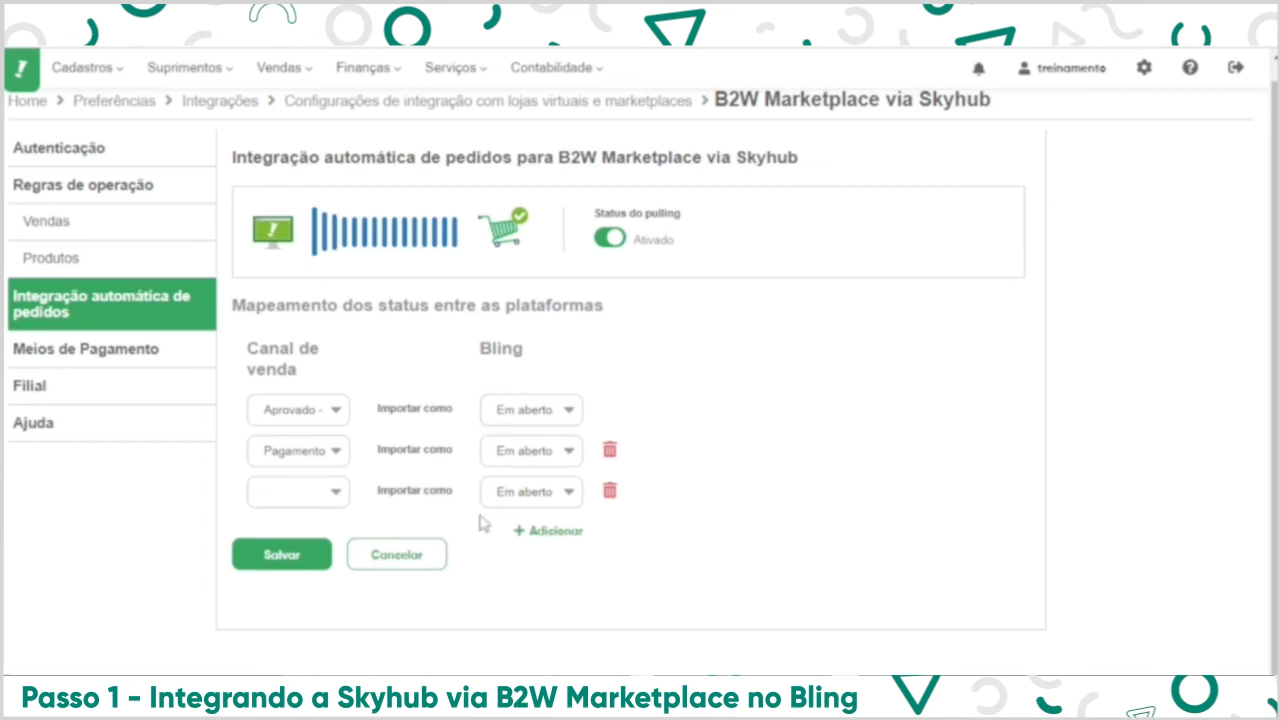 Cadastros Suprimentos Vendas Finanças Serviços Contabilidade treinamento
Home > Preferências > Integrações > Configurações de integração com lojas virtuais e marketplaces > B2W Marketplace via Skyhub
Autenticação
Regras de operação
Vendas
Produtos
Integração automática de
pedidos
Meios de Pagamento
Filial
Ajuda
Integração automática de pedidos para B2W Marketplace via Skyhub
Status do pulling
Ativado
Mapeamento dos status entre as plataformas
Canal de
venda
Bling
Aprovado - Importar como Em aberto
Pagamento Importar como Em aberto
Importar como Em aberto
+ Adicionar
Salvar Cancelar
Passo 1 - Integrando a Skyhub via B2W Marketplace no Bling